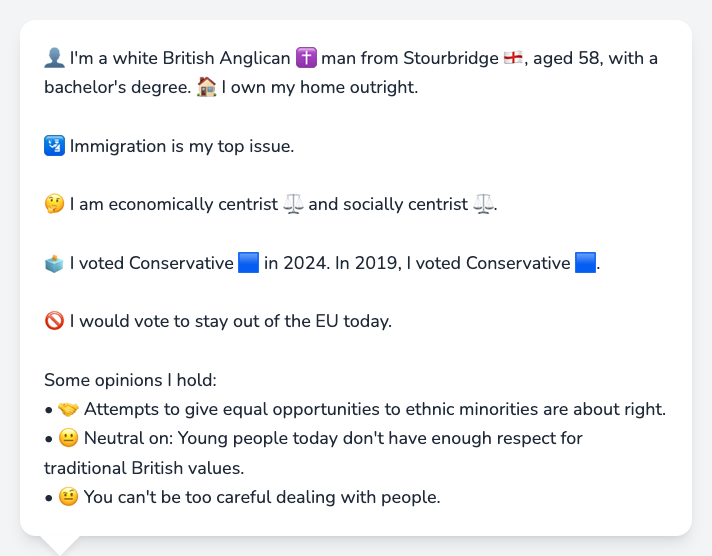 👤 I'm a white British Anglican ✝️ man from Stourbridge 🏴󠁧󠁢󠁥󠁮󠁧󠁿, aged 58, with a
bachelor's degree. 🏠 I own my home outright.
🛂 Immigration is my top issue.
🤔 I am economically centrist ⚖️ and socially centrist ⚖️.
🗳️ I voted Conservative 🟦 in 2024. In 2019, I voted Conservative 🟦.
🚫 I would vote to stay out of the EU today.
Some opinions I hold:
• 🤝 Attempts to give equal opportunities to ethnic minorities are about right.
• 😐 Neutral on: Young people today don't have enough respect for
traditional British values.
• 🤨 You can't be too careful dealing with people.